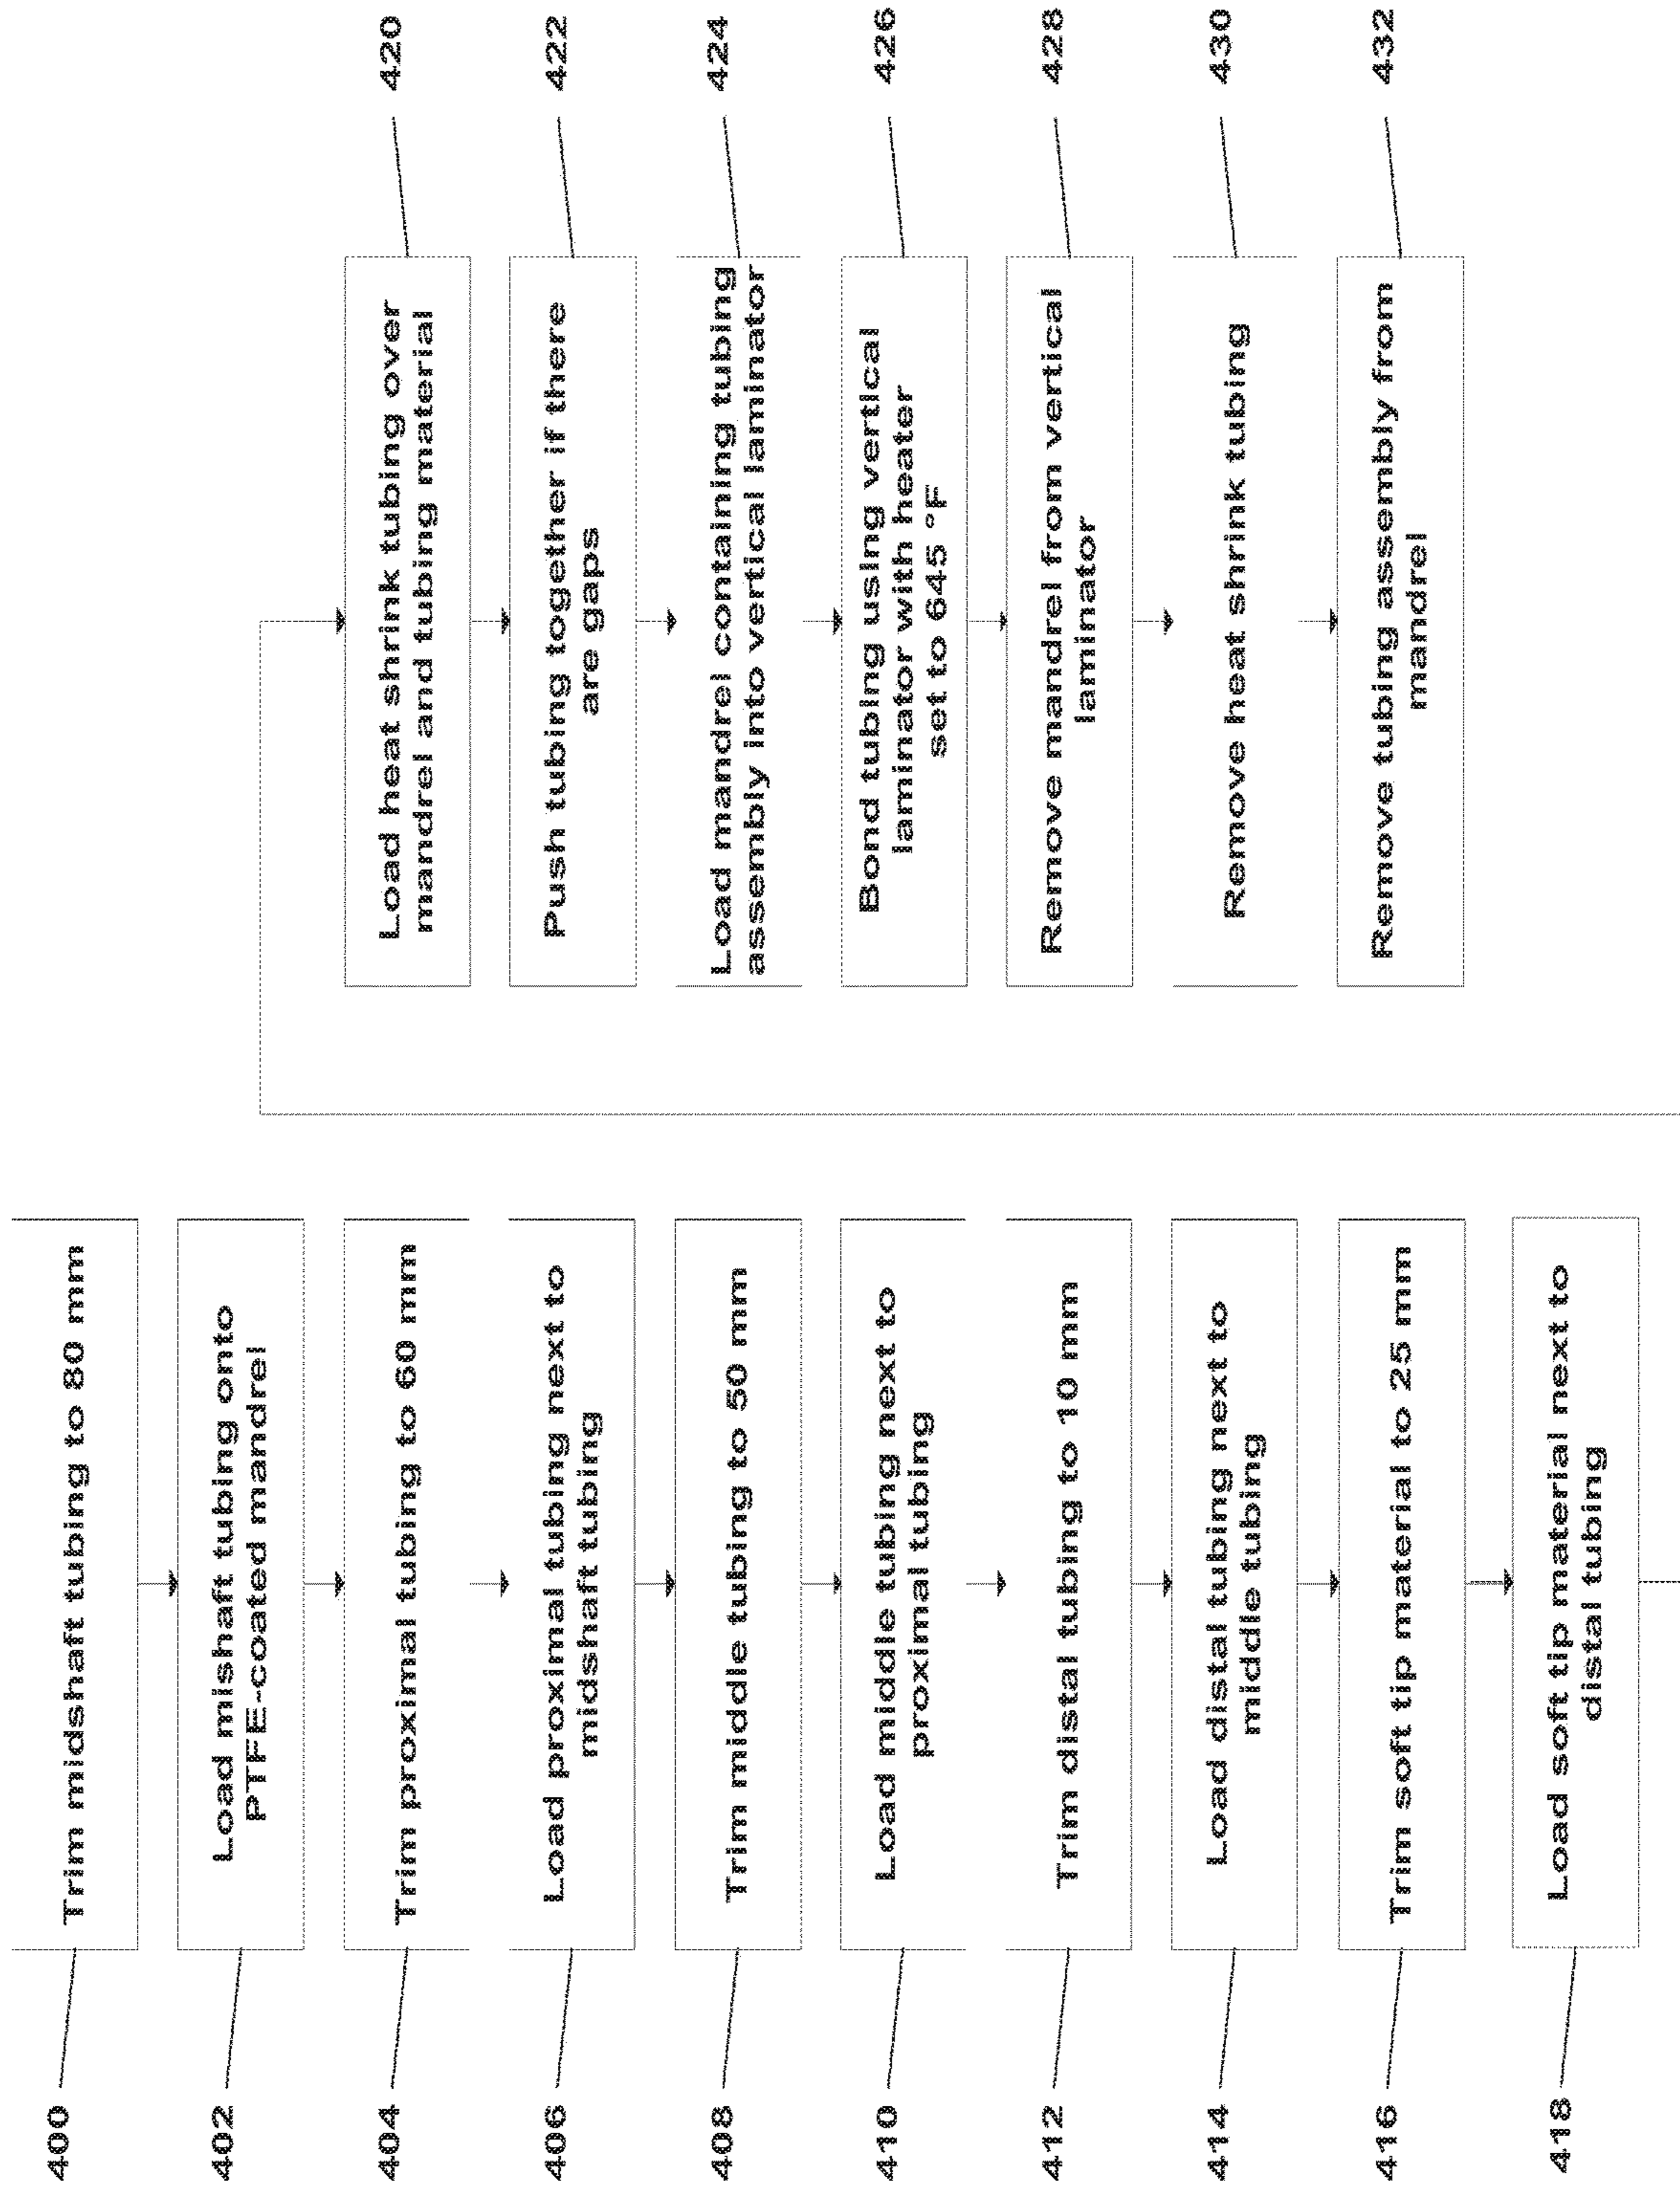 400
Trim midshaft tubing to 80 mm
402
Load mishaft tubing onto
PTFE-coated mandrel
404
Trim proximal tubing to 60 mm
406
Load proximal tubing next to
midshaft tubing
408
Trim middle tubing to 50 mm
410
Load middle tubing next to
proximal tubing
412
Trim distal tubing to 10 mm
414
Load distal tubing next to
middle tubing
416
Trim soft tip material to 25 mm
418
Load soft tip material next to
distal tubing
Load heat shrink tubing over
mandrel and tubing material
420
Push tubing together if there
are gaps
422
Load mandrel containing tubing
assembly into vertical laminator
424
Bond tubing using vertical
laminator with heater
set to 645 °F
426
Remove mandrel from vertical
laminator
428
Remove heat shrink tubing
430
Remove tubing assembly from
mandrel
432